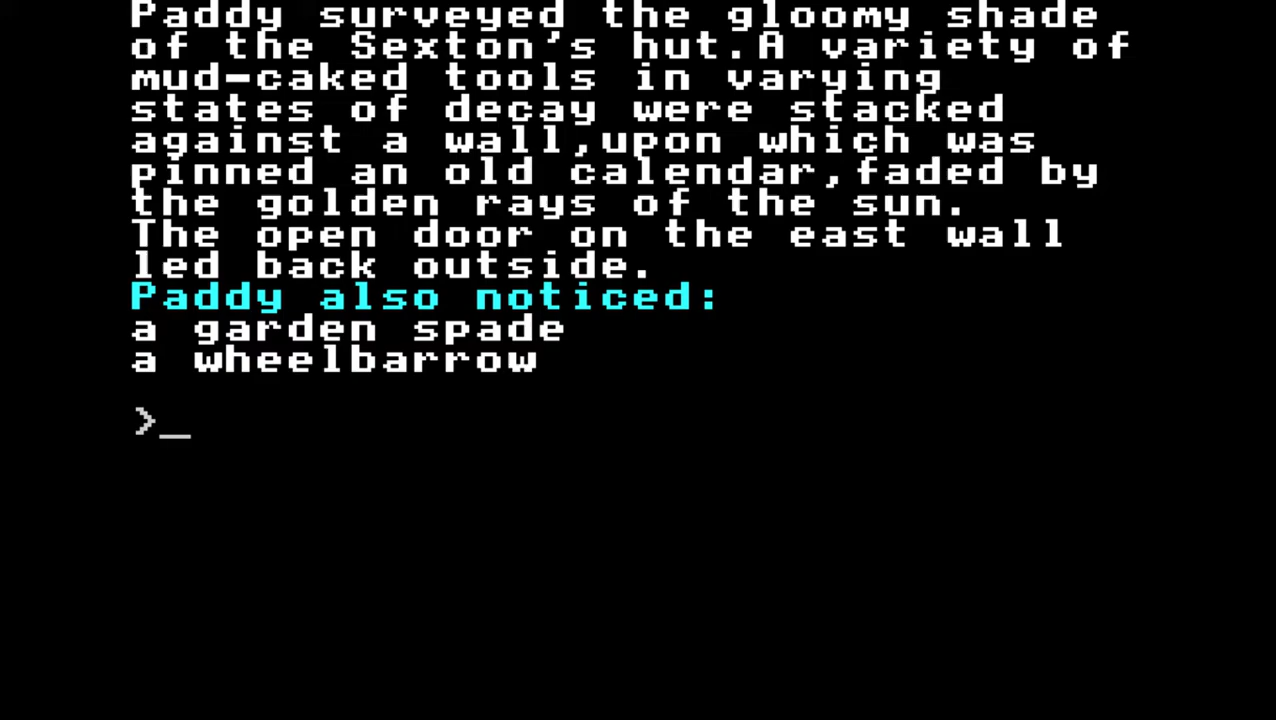 Paddy surveyed the gloomy shade
of the Sexton's hut.A variety of
mud-caked tools in varying
states of decay were stacked
against a wall,upon which was
pinned an old calendar,faded by
the golden rays of the sun.
The open door on the east wall
led back outside.
Paddy also noticed:
a garden spade
a wheelbarrow
>_